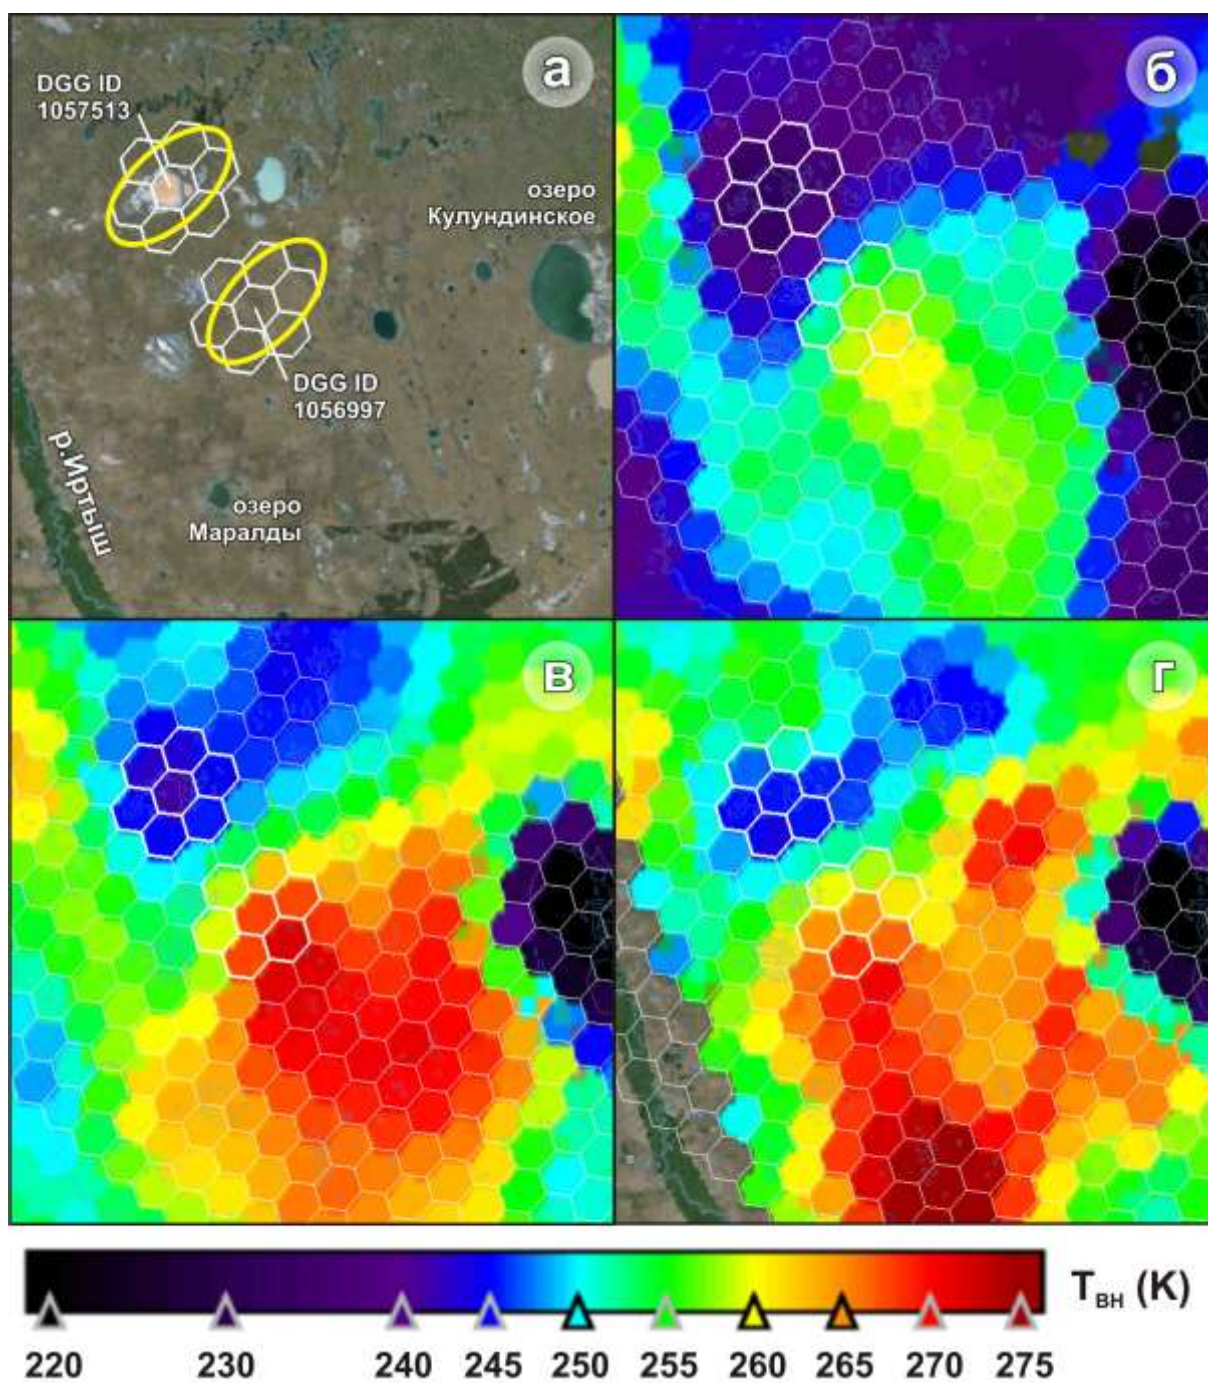 а
б
DGG ID
1057513
озеро
Кулундинское
DGG ID
1056997
р.Иртыш
озеро
Маралды
в
г
Tвн (K)
220 230 240 245 250 255 260 265 270 275